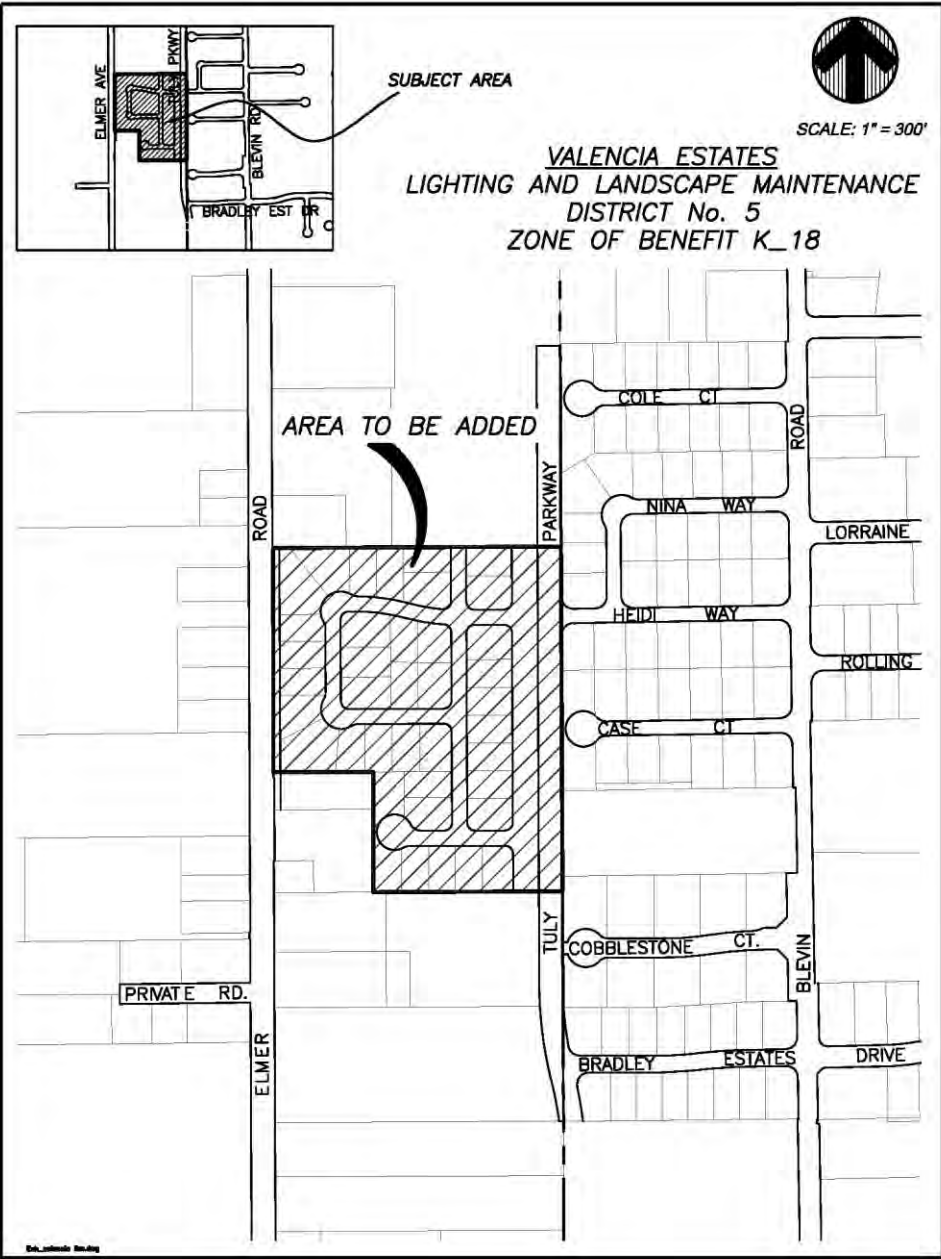 ELMER AVE
PKWY
BLEVIN RD
BRADLEY EST DR
SUBJECT AREA
SCALE: 1" = 300'
VALENCIA ESTATES
LIGHTING AND LANDSCAPE MAINTENANCE
DISTRICT No. 5
ZONE OF BENEFIT K_18
AREA TO BE ADDED
COLE CT
ROAD
PARKWAY
ROAD
NINA WAY
LORRAINE
HEIDI WAY
ROLLING
CASE CT
TULY
COBBLESTONE CT.
BLEVIN
PRIVATE RD.
ELMER
BRADLEY ESTATES DRIVE